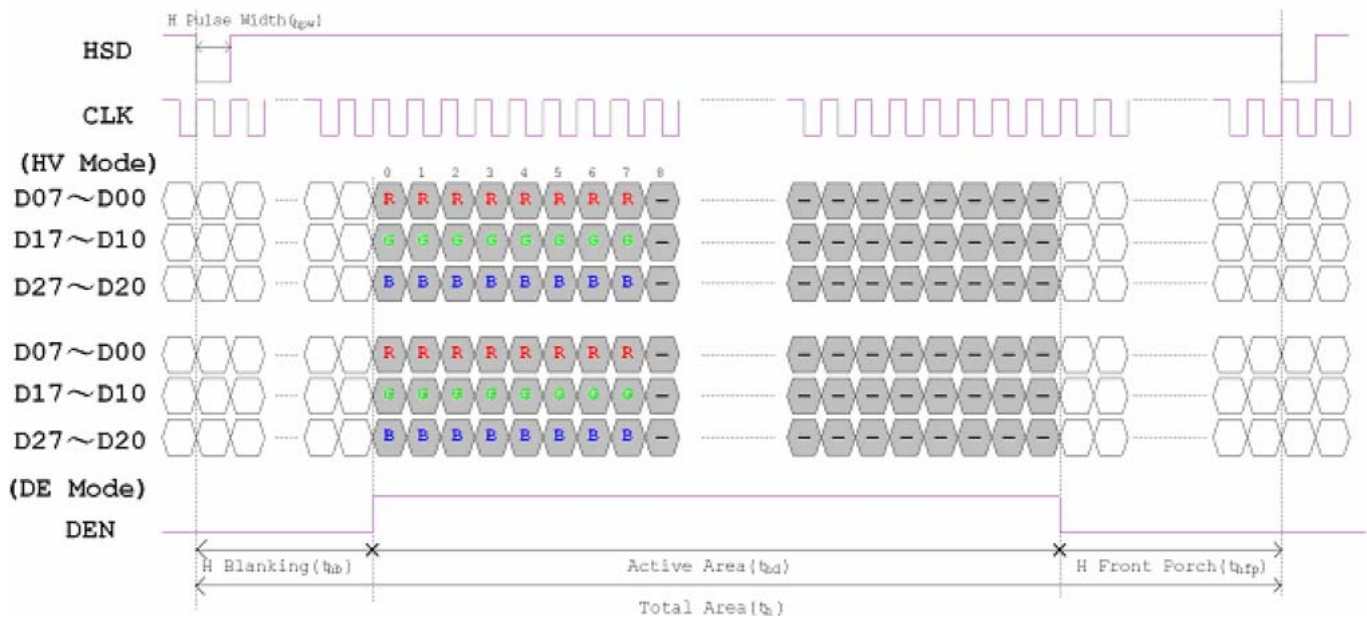 H Pulse Width(thpw)
HSD
CLK
(HV Mode)
0 1 2 3 4 5 6 7 8
D07～D00 R R R R R R R R – – – – – – – – –
D17～D10 G G G G G G G G – – – – – – – – –
D27～D20 B B B B B B B B – – – – – – – – –
D07～D00 R R R R R R R R – – – – – – – – –
D17～D10 G G G G G G G G – – – – – – – – –
D27～D20 B B B B B B B B – – – – – – – – –
(DE Mode)
DEN
H Blanking(thb) Active Area(thd) H Front Porch(thfp)
Total Area(th)